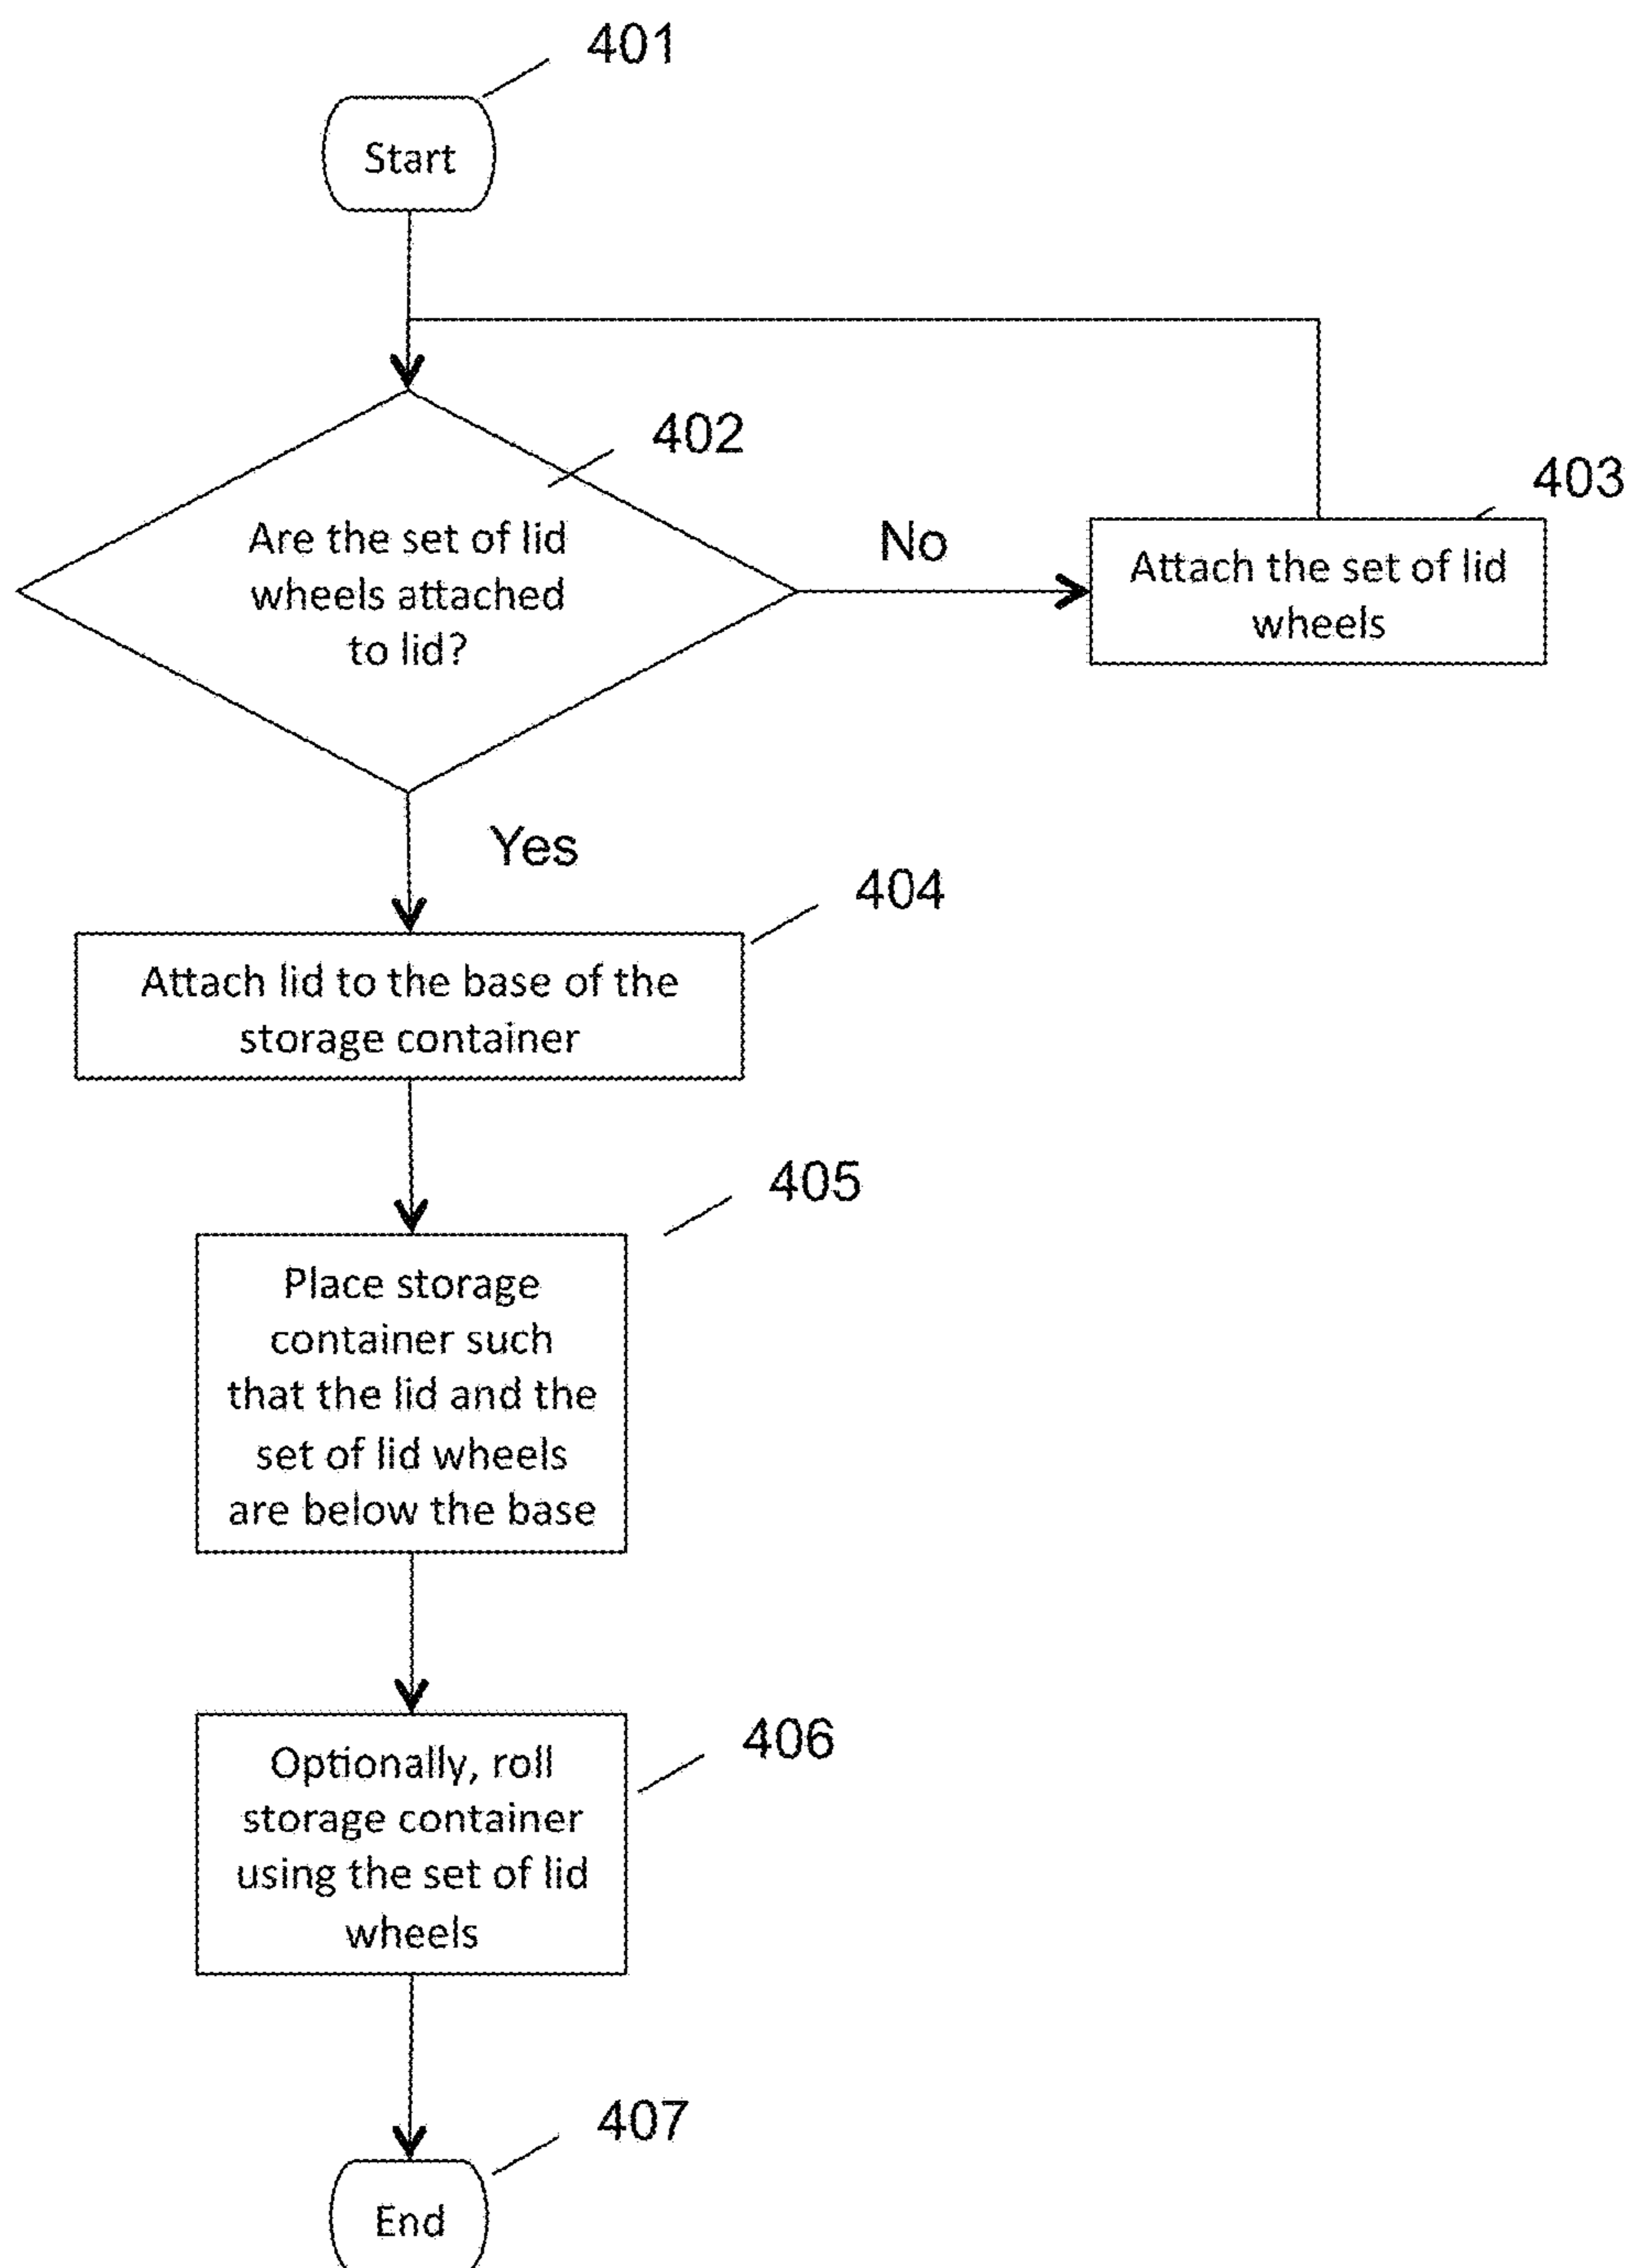 401
Start
402
Are the set of lid
wheels attached
to lid?
No
403
Attach the set of lid
wheels
Yes
404
Attach lid to the base of the
storage container
405
Place storage
container such
that the lid and the
set of lid wheels
are below the base
406
Optionally, roll
storage container
using the set of lid
wheels
407
End